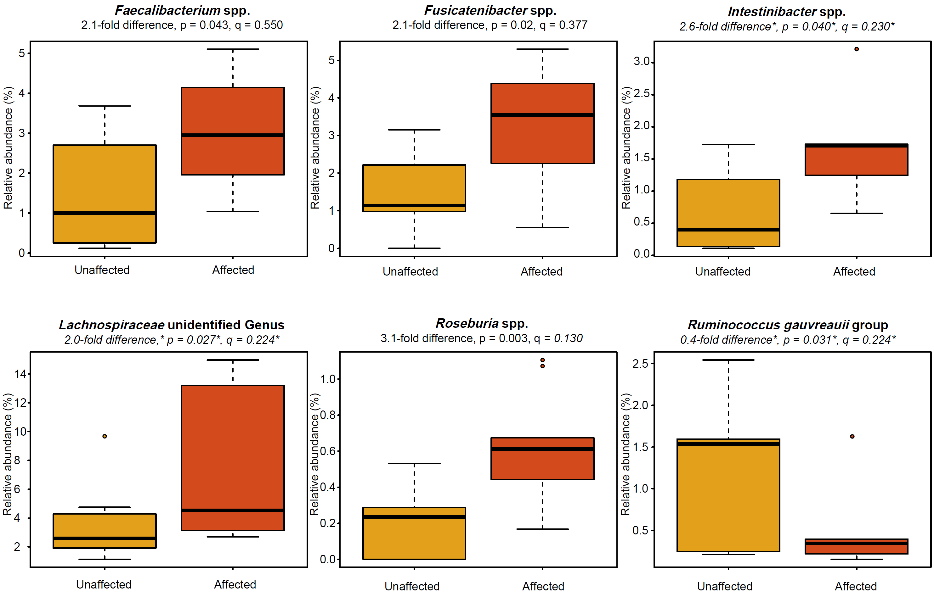 Faecalibacterium spp.
2.1-fold difference, p = 0.043, q = 0.550
Relative abundance (%)
5
4
3
2
1
0
Unaffected Affected
Fusicatenibacter spp.
2.1-fold difference, p = 0.02, q = 0.377
Relative abundance (%)
5
4
3
2
1
0
Unaffected Affected
Intestinibacter spp.
2.6-fold difference*, p = 0.040*, q = 0.230*
Relative abundance (%)
3.0
2.5
2.0
1.5
1.0
0.5
0.0
Unaffected Affected
Lachnospiraceae unidentified Genus
2.0-fold difference,* p = 0.027*. q = 0.224*
Relative abundance (%)
14
12
10
8
6
4
2
Unaffected Affected
Roseburia spp.
3.1-fold difference, p = 0.003, q = 0.130
Relative abundance (%)
1.0
0.8
0.6
0.4
0.2
0.0
Unaffected Affected
Ruminococcus gauvreauii group
0.4-fold difference*, p = 0.031*, q = 0.224*
Relative abundance (%)
2.5
2.0
1.5
1.0
0.5
Unaffected Affected